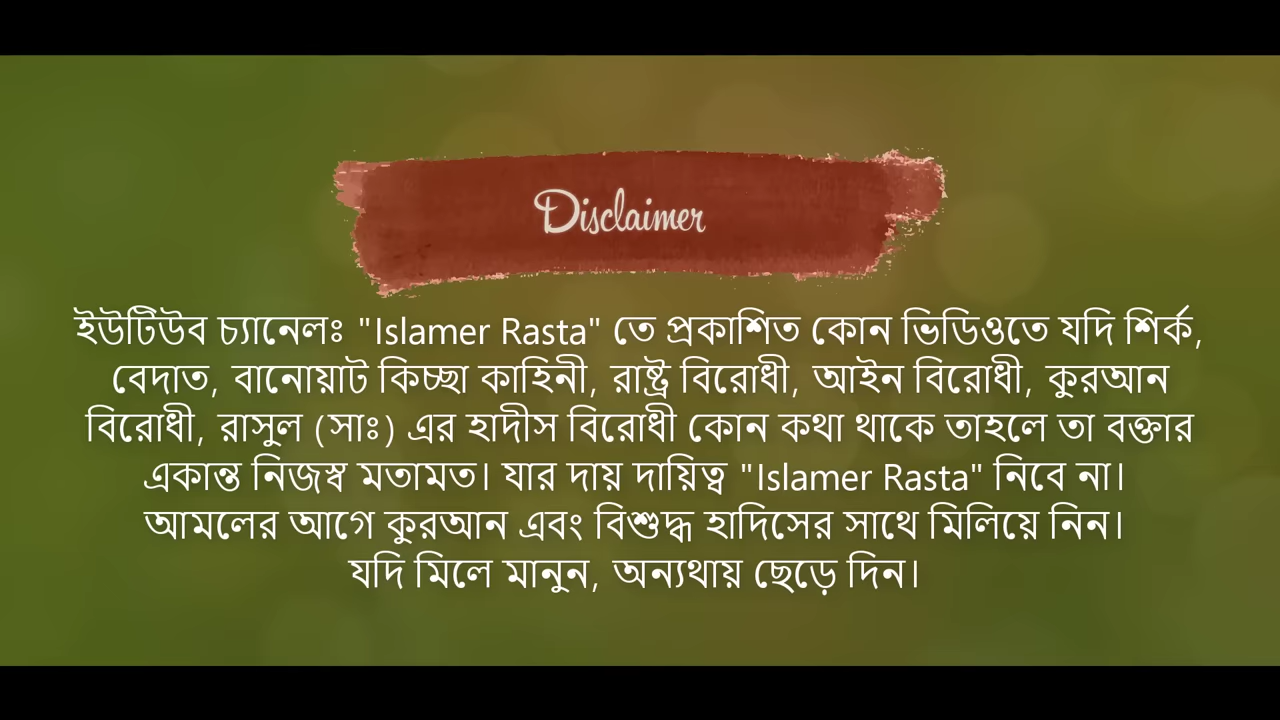 Disclaimer
ইউটিউব চ্যানেলঃ "Islamer Rasta" তে প্রকাশিত কোন ভিডিওতে যদি শির্ক,
বেদাত, বানোয়াট কিচ্ছা কাহিনী, রাষ্ট্র বিরোধী, আইন বিরোধী, কুরআন
বিরোধী, রাসুল (সাঃ) এর হাদীস বিরোধী কোন কথা থাকে তাহলে তা বক্তার
একান্ত নিজস্ব মতামত। যার দায় দায়িত্ব "Islamer Rasta" নিবে না।
আমলের আগে কুরআন এবং বিশুদ্ধ হাদিসের সাথে মিলিয়ে নিন।
যদি মিলে মানুন, অন্যথায় ছেড়ে দিন।